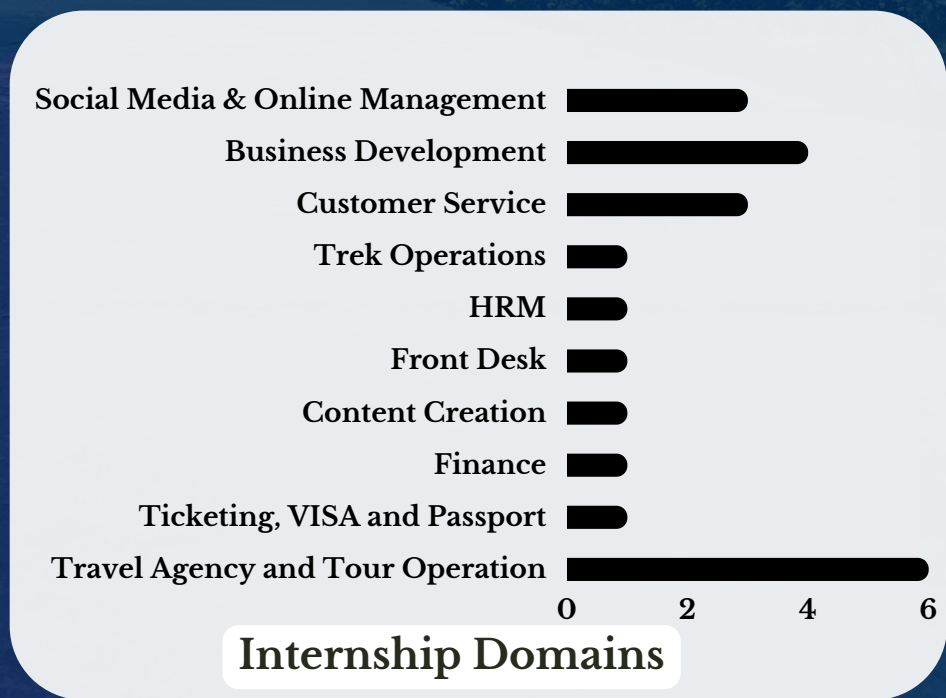 Social Media & Online Management
Business Development
Customer Service
Trek Operations
HRM
Front Desk
Content Creation
Finance
Ticketing, VISA and Passport
Travel Agency and Tour Operation
0 2 4 6
Internship Domains